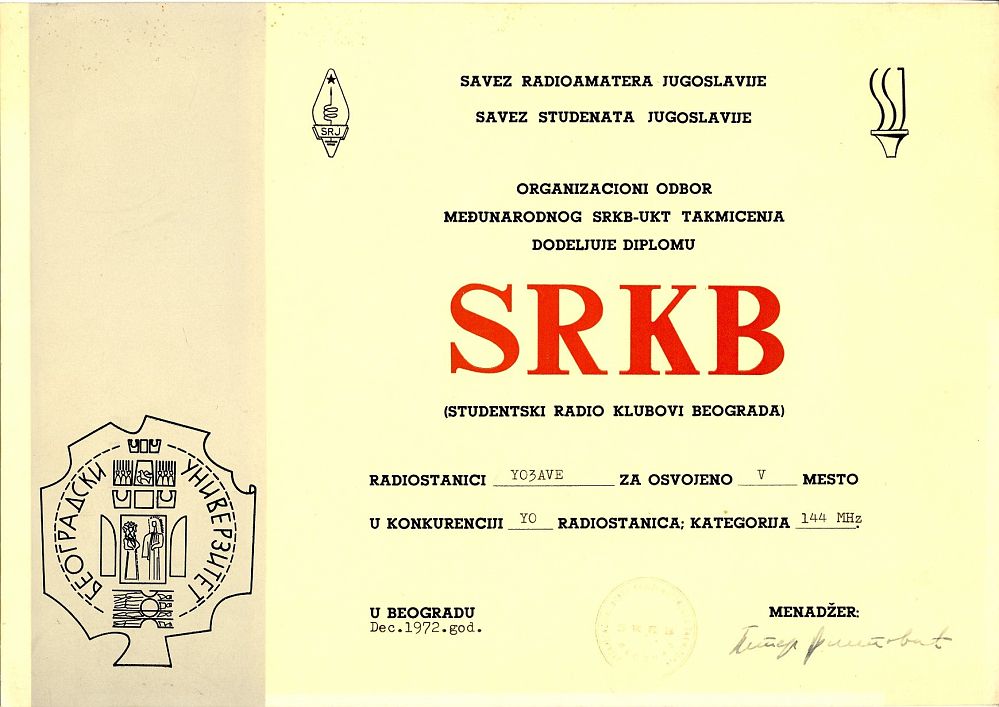 SAVEZ RADIOAMATERA JUGOSLAVIJE
SAVEZ STUDENATA JUGOSLAVIJE
SRJ
ORGANIZACIONI ODBOR
MEĐUNARODNOG SRKB-UKT TAKMICENJA
DODELJUJE DIPLOMU
SRKB
(STUDENTSKI RADIO KLUBOVI BEOGRADA)
RADIOSTANICI YO3AVE ZA OSVOJENO V MESTO
U KONKURENCIJI YO RADIOSTANICA; KATEGORIJA 144 MHz.
БЕОГРАДСКИ УНИВЕРЗИТЕТ
U BEOGRADU
Dec.1972.god.
SRKB
MENADŽER: